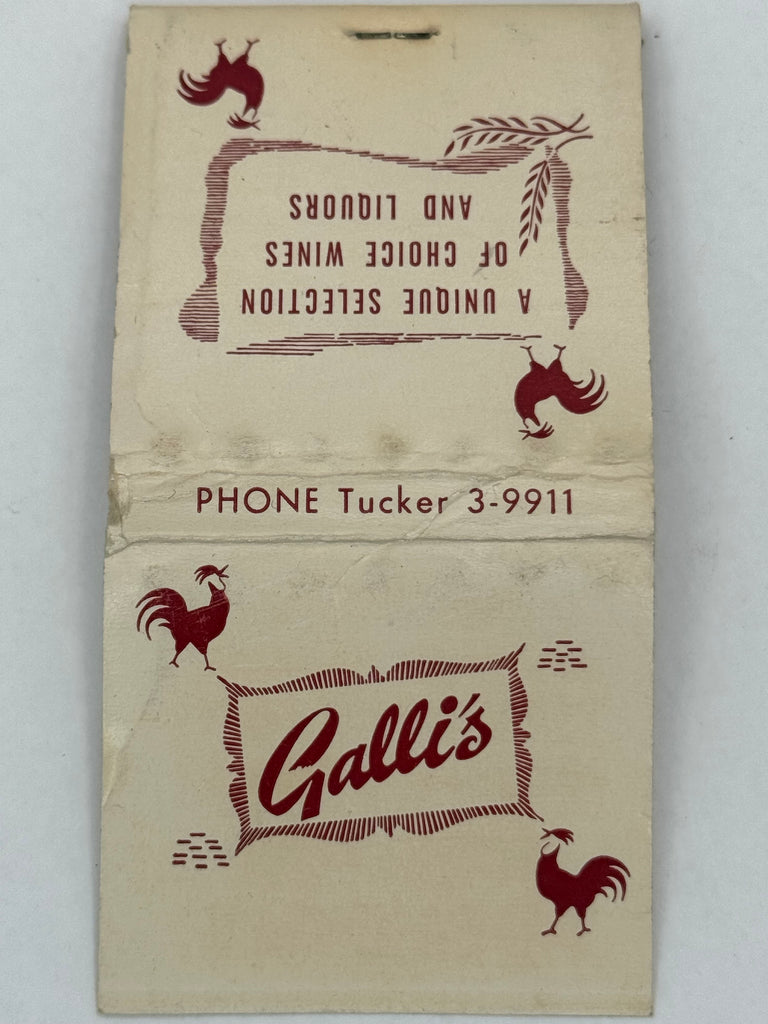 A UNIQUE SELECTION
OF CHOICE WINES
AND LIQUORS
PHONE Tucker 3-9911
Galli's